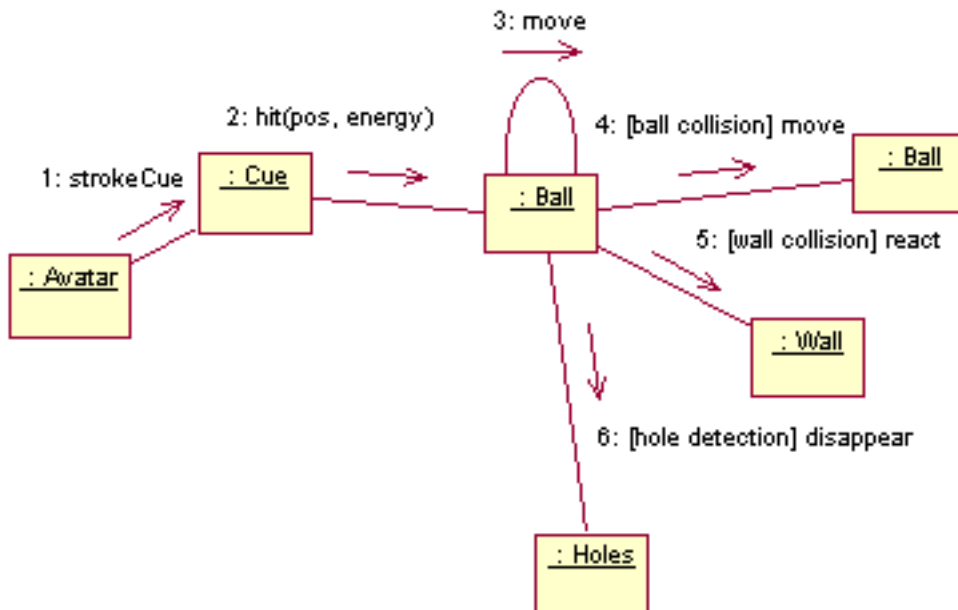 3: move
2: hit(pos, energy)
4: [ball collision] move
1: strokeCue
: Cue
: Ball
: Ball
5: [wall collision] react
: Avatar
: Wall
6: [hole detection] disappear
: Holes